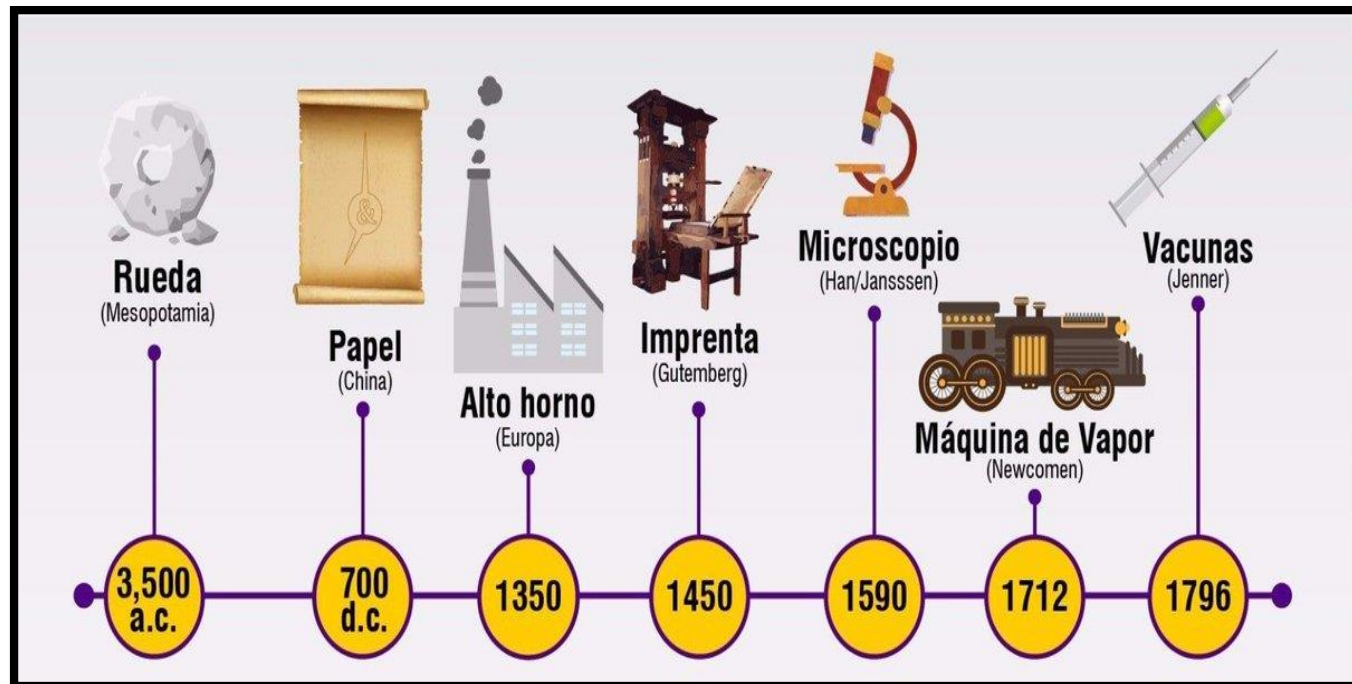 Rueda
(Mesopotamia)
3,500
a.c.
&
Papel
(China)
700
d.c.
Alto horno
(Europa)
1350
Imprenta
(Gutemberg)
1450
Microscopio
(Han/Jansssen)
1590
Máquina de Vapor
(Newcomen)
1712
Vacunas
(Jenner)
1796